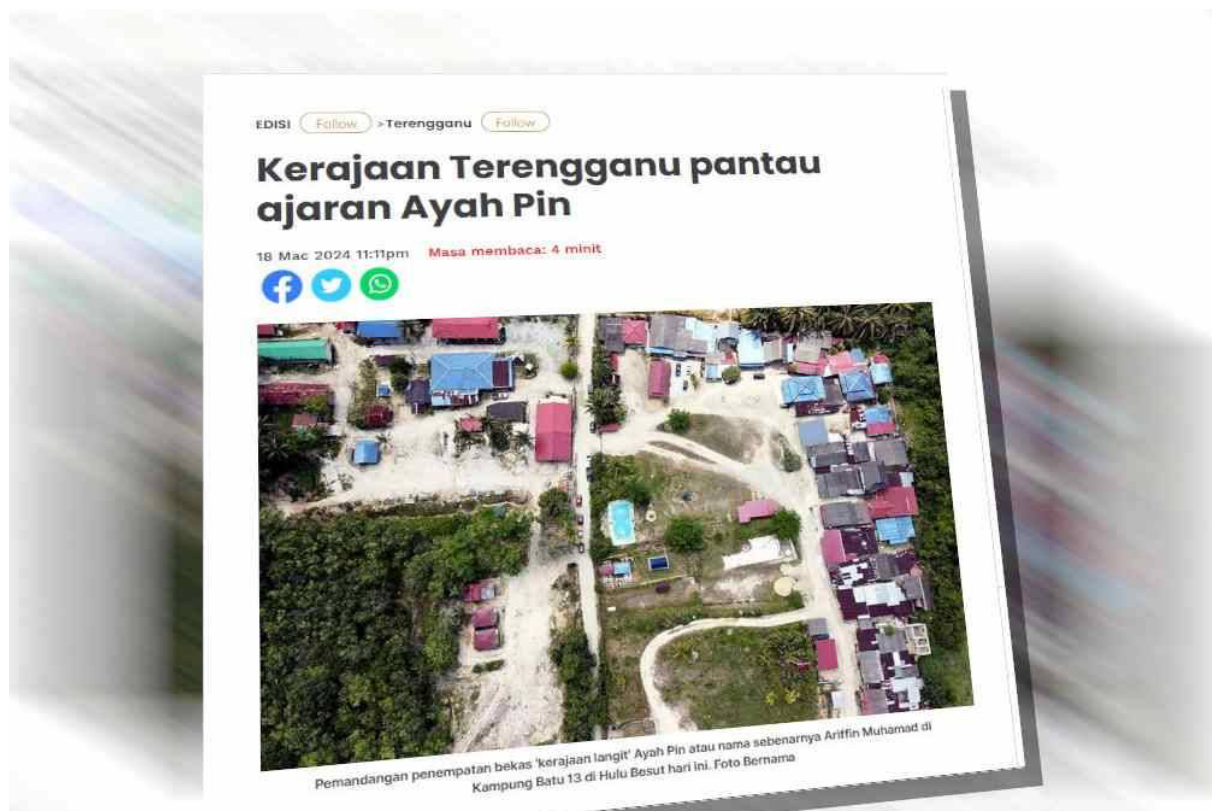 EDISI Follow >Terengganu Follow
Kerajaan Terengganu pantau
ajaran Ayah Pin
18 Mac 2024 11:11pm Masa membaca: 4 minit
Pemandangan penempatan bekas 'kerajaan langit' Ayah Pin atau nama sebenarnya Ariffin Muhamad di
Kampung Batu 13 di Hulu Besut hari ini. Foto Bernama